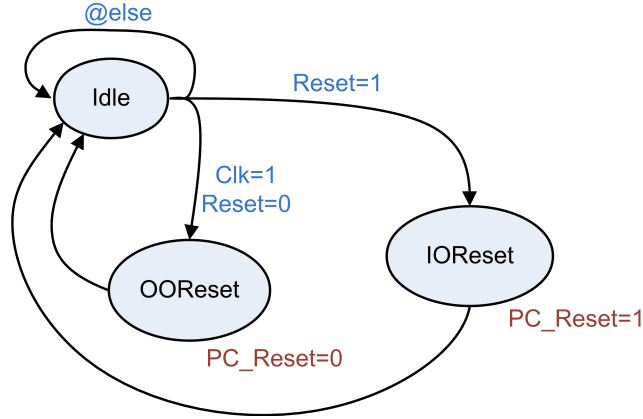 @else
Idle
Reset=1
Clk=1
Reset=0
IOReset
OOReset
PC_Reset=1
PC_Reset=0